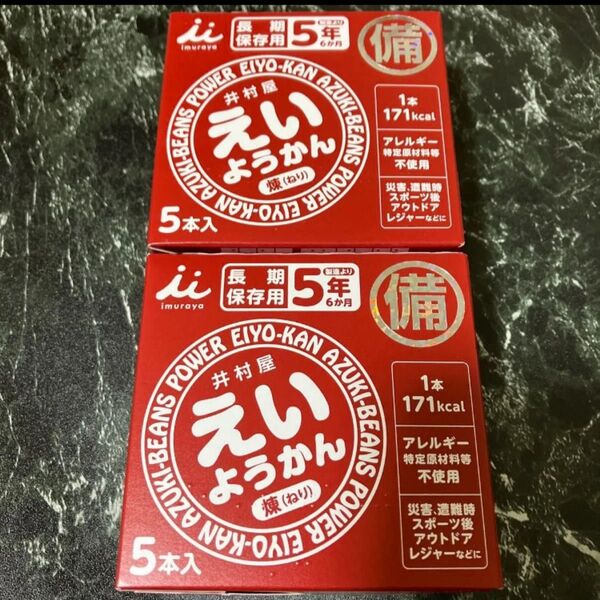 imuraya
長期
保存用
5年
製造より
6か月
備
AZUKI-BEANS POWER EIYO-KAN AZUKI-BEANS POWER EIYO-KAN
井村屋
えい
ようかん
煉(ねり)
1本
171kcal
アレルギー
特定原材料等
不使用
災害、遭難時
スポーツ後
アウトドア
レジャーなどに
5本入
imuraya
長期
保存用
5年
製造より
6か月
備
AZUKI-BEANS POWER EIYO-KAN AZUKI-BEANS POWER EIYO-KAN
井村屋
えい
ようかん
煉(ねり)
1本
171kcal
アレルギー
特定原材料等
不使用
災害、遭難時
スポーツ後
アウトドア
レジャーなどに
5本入